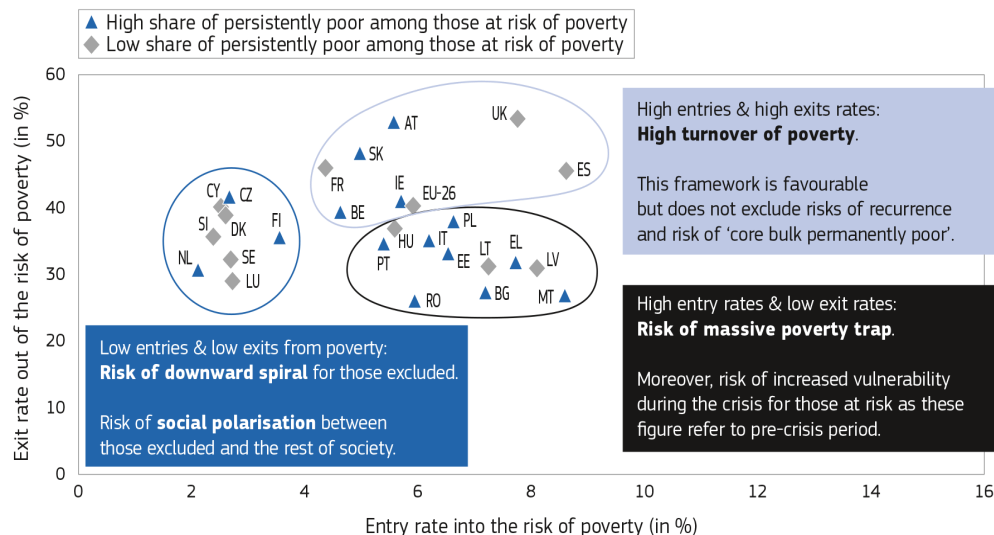 High share of persistently poor among those at risk of poverty
Low share of persistently poor among those at risk of poverty
Exit rate out of the risk of poverty (in %)
60
50
40
30
20
10
0
UK
AT
SK
ES
FR
IE
EU-26
BE
CY
CZ
SI
DK
FI
NL
SE
LU
PL
HU
IT
PT
EE
LT
EL
LV
RO
BG
MT
High entries & high exits rates:
High turnover of poverty.
This framework is favourable
but does not exclude risks of recurrence
and risk of ‘core bulk permanently poor’.
High entry rates & low exit rates:
Risk of massive poverty trap.
Moreover, risk of increased vulnerability
during the crisis for those at risk as these
figure refer to pre-crisis period.
Low entries & low exits from poverty:
Risk of downward spiral for those excluded.
Risk of social polarisation between
those excluded and the rest of society.
0 2 4 6 8 10 12 14 16
Entry rate into the risk of poverty (in %)